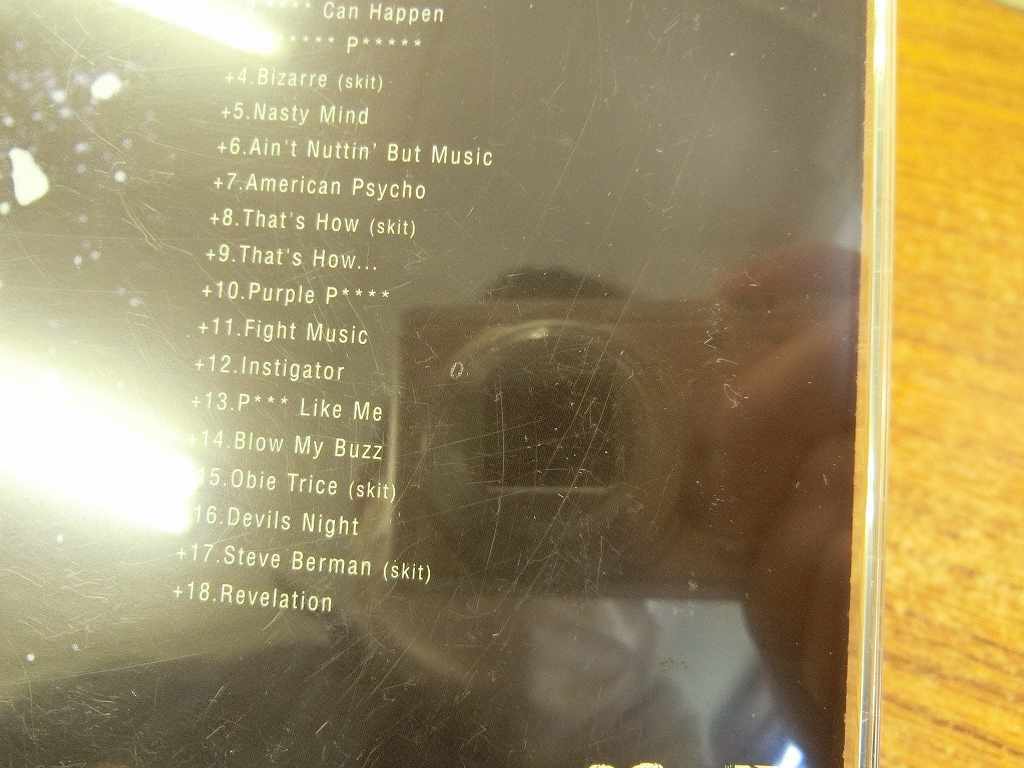 **** Can Happen
**** P*****
+4.Bizarre (skit)
+5.Nasty Mind
+6.Ain't Nuttin' But Music
+7.American Psycho
+8.That's How (skit)
+9.That's How...
+10.Purple P****
+11.Fight Music
+12.Instigator
+13.P*** Like Me
+14.Blow My Buzz
15.Obie Trice (skit)
16.Devils Night
+17.Steve Berman (skit)
+18.Revelation